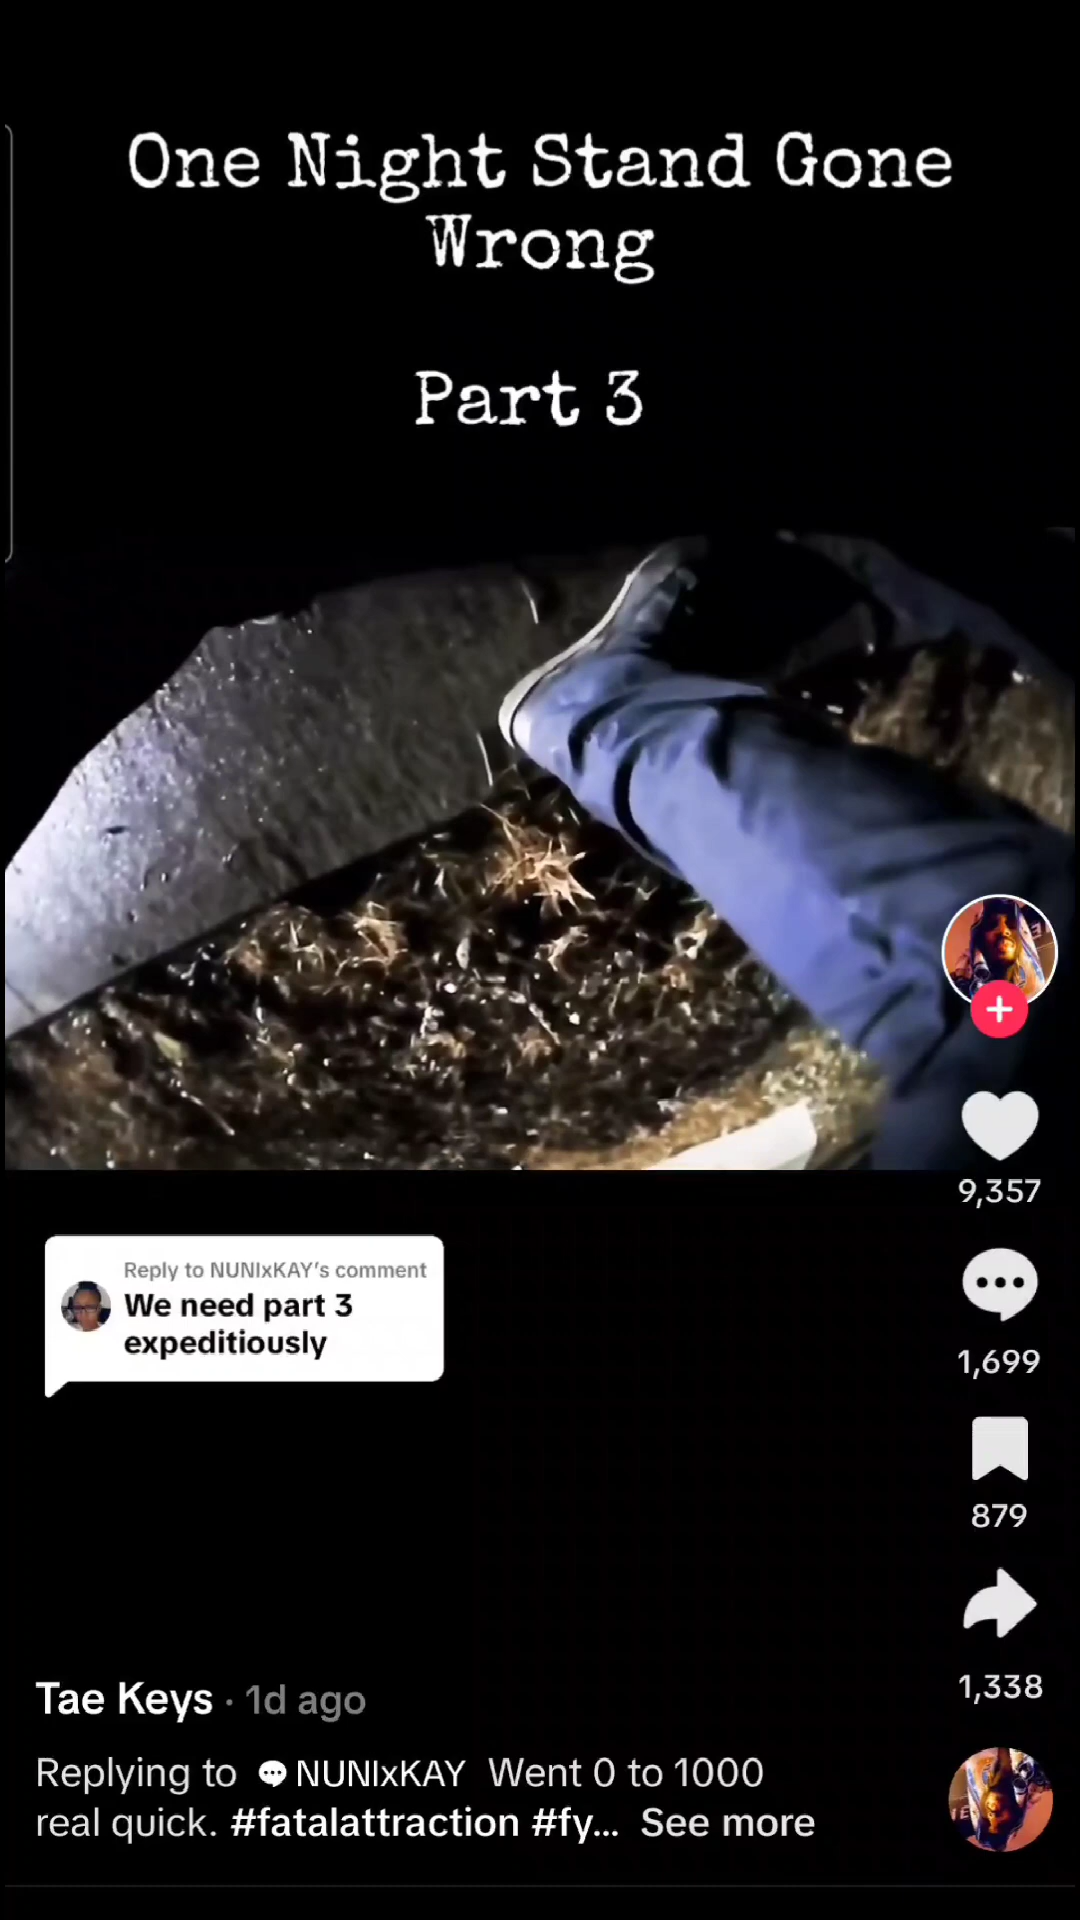 One Night Stand Gone
Wrong
Part 3
Reply to NUNIxKAY's comment
We need part 3
expeditiously
9,357
1,699
879
1,338
Tae Keys · 1d ago
Replying to 💬 NUNIxKAY Went 0 to 1000
real quick. #fatalattraction #fy... See more